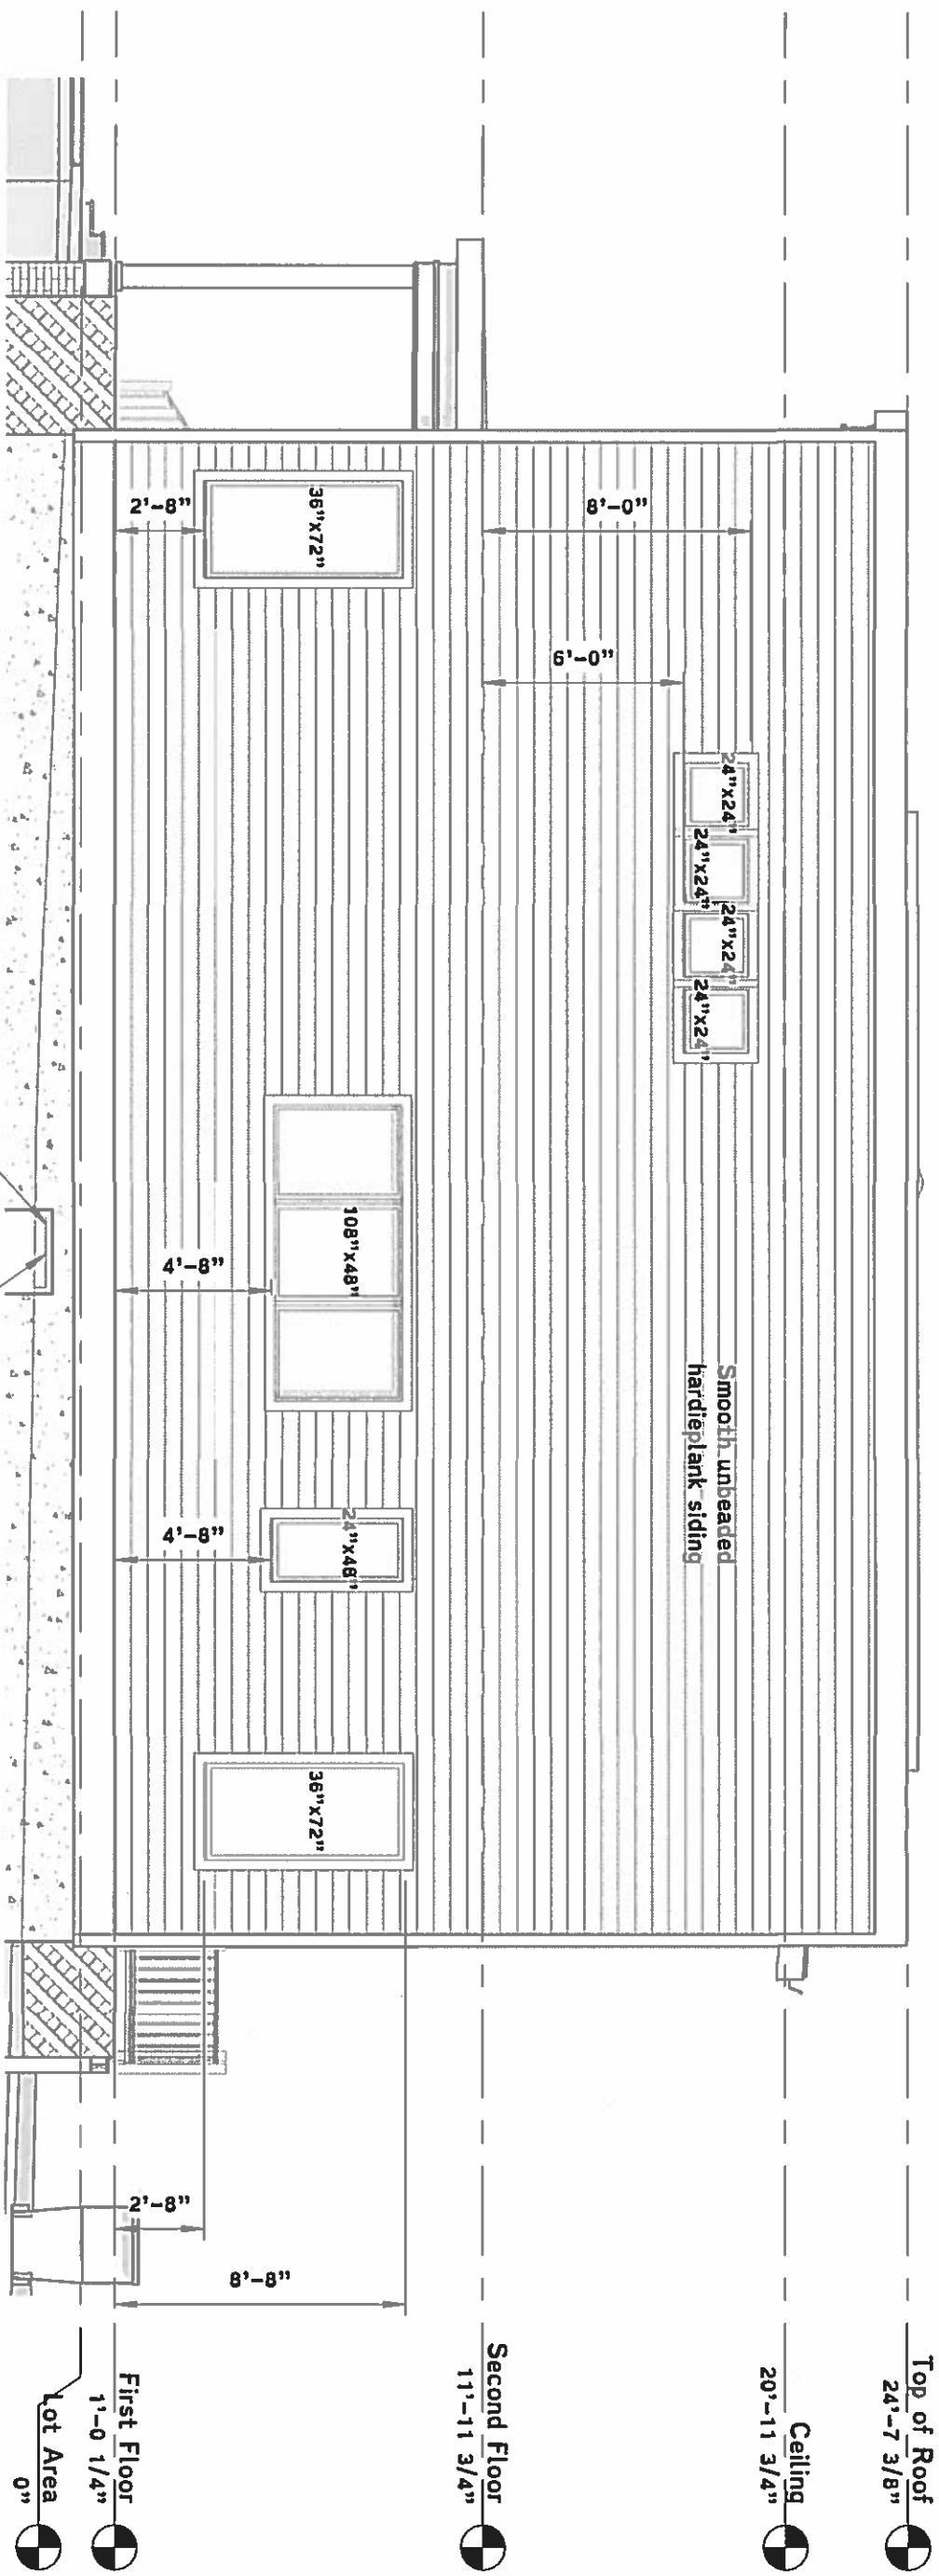 Top of Roof
24'-7 3/8"
Ceiling
20'-11 3/4"
Second Floor
11'-11 3/4"
First Floor
1'-0 1/4"
Lot Area
0"
8'-0"
6'-0"
24"x24"
24"x24"
24"x24"
24"x24"
Smooth unbeaded
hardieplank siding
36"x72"
2'-8"
108"x48"
4'-8"
24"x48"
4'-8"
36"x72"
2'-8"
8'-8"